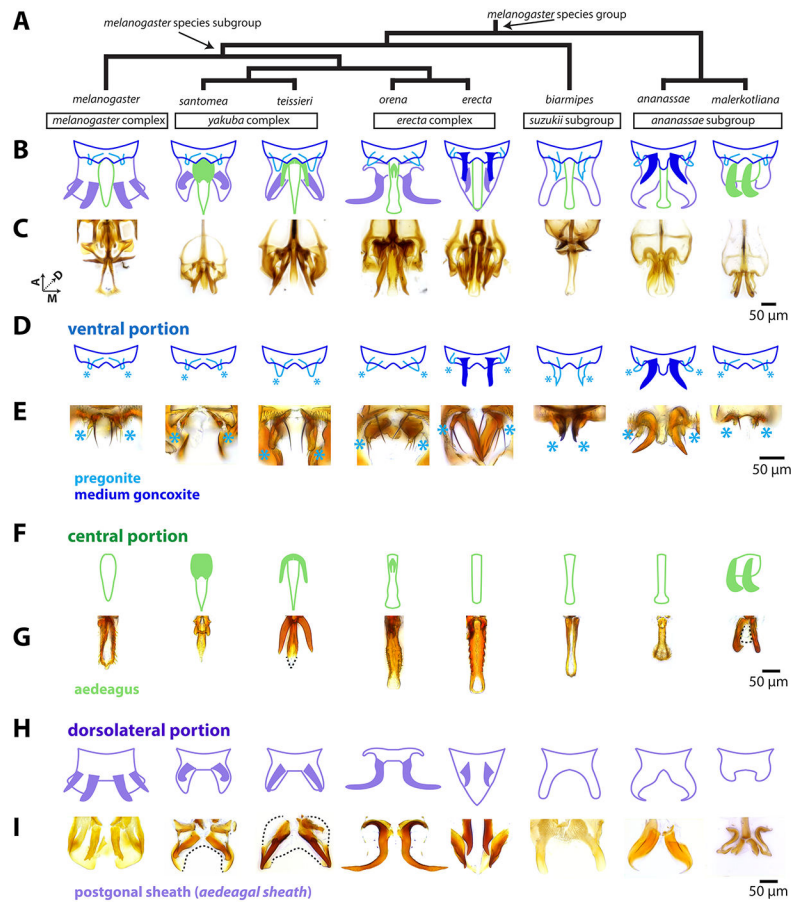 A
melanogaster species group
melanogaster species subgroup
melanogaster santomea teissieri orena erecta biarmipes ananassae malerkotliana
melanogaster complex yakuba complex erecta complex suzukii subgroup ananassae subgroup
B
C
A D
M
50 µm
D ventral portion
* * * * * * * * * * * * * * * *
E
* * * * * * * * * * * * * * * *
50 µm
pregonite
medium goncoxite
F central portion
G
50 µm
aedeagus
H dorsolateral portion
I
50 µm
postgonal sheath (aedeagal sheath)